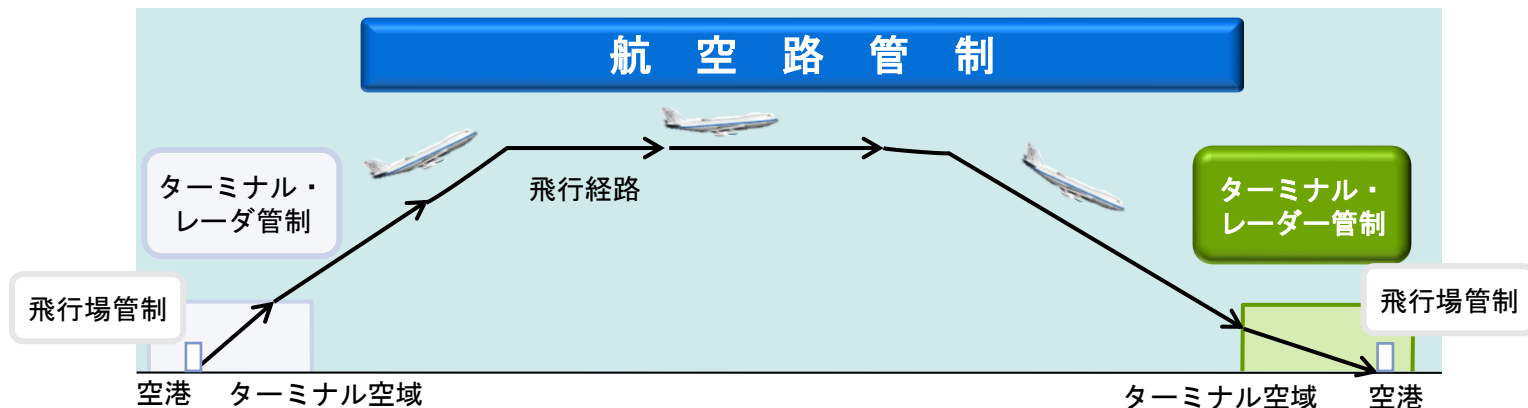 航空路管制
ターミナル・
レーダ管制
飛行経路
ターミナル・
レーダー管制
飛行場管制
飛行場管制
空港
ターミナル空域
ターミナル空域
空港